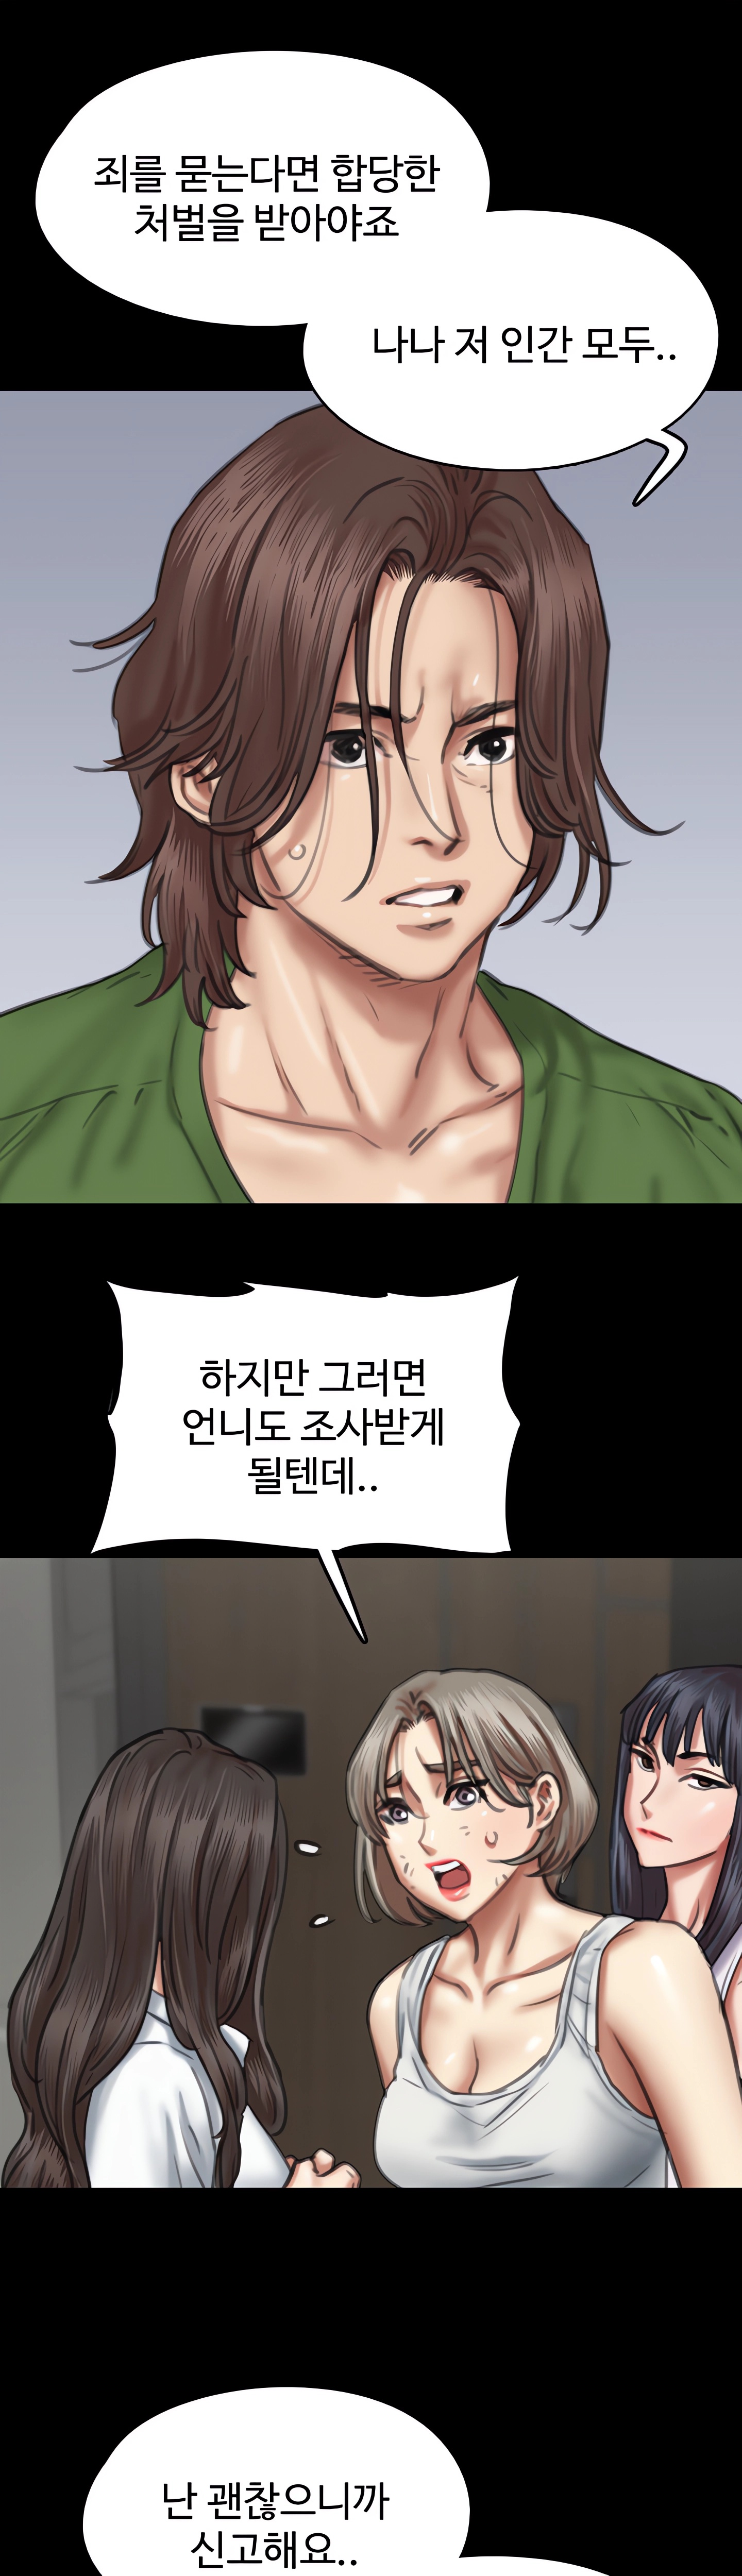 죄를 묻는다면 합당한
처벌을 받아야죠
나나 저 인간 모두..
하지만 그러면
언니도 조사받게
될텐데..
난 괜찮으니까
신고해요..